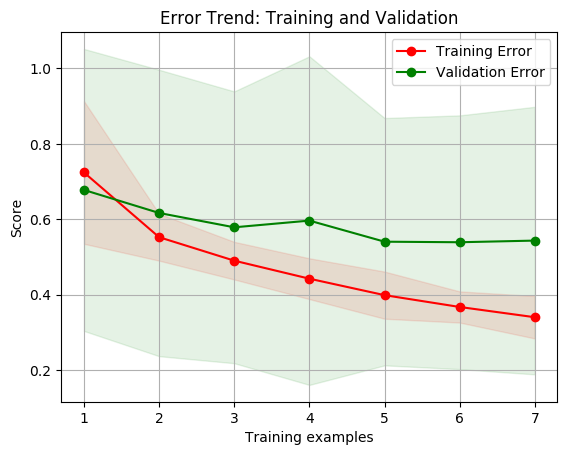 Error Trend: Training and Validation
Training Error
Validation Error
Score
1.0
0.8
0.6
0.4
0.2
1 2 3 4 5 6 7
Training examples